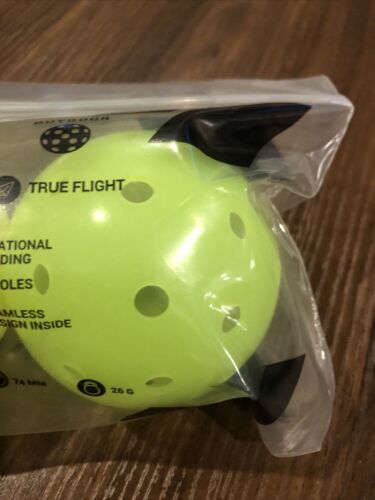 OUTDOOR
TRUE FLIGHT
ATIONAL
DING
OLES
AMLESS
SIGN INSIDE
74 MM
26 G